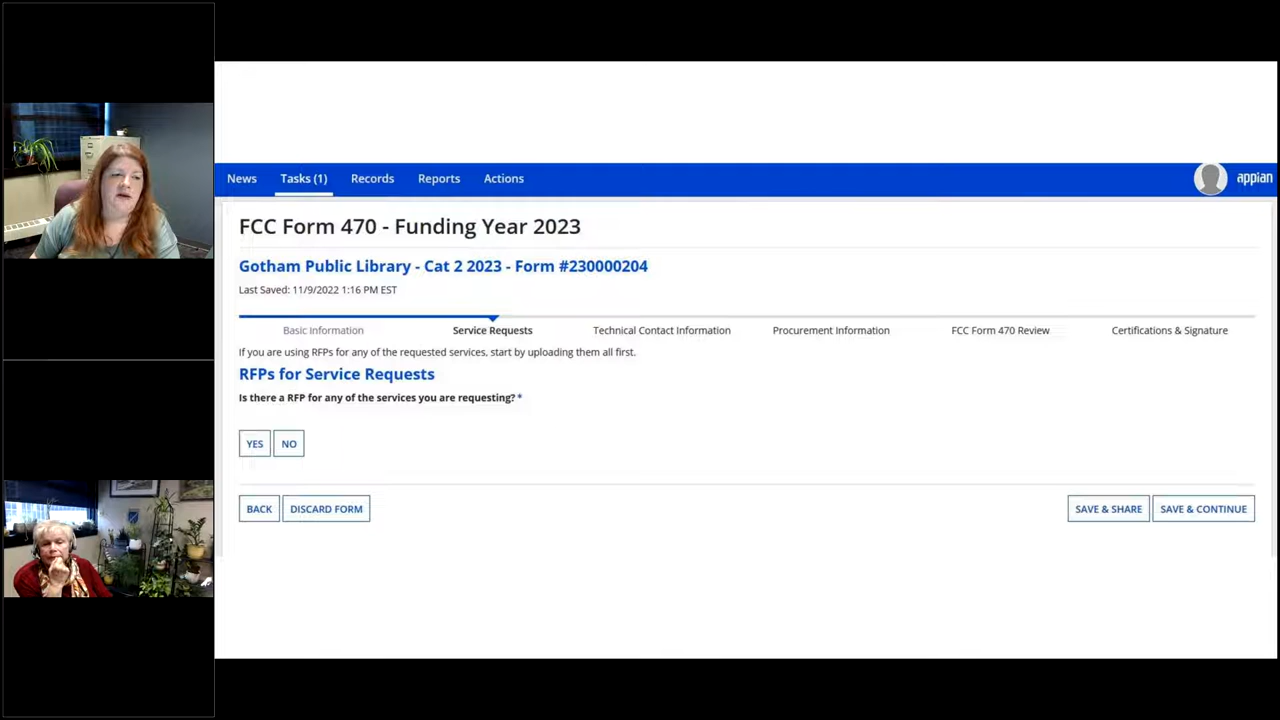 News Tasks (1) Records Reports Actions appian
FCC Form 470 - Funding Year 2023
Gotham Public Library - Cat 2 2023 - Form #230000204
Last Saved: 11/9/2022 1:16 PM EST
Basic Information Service Requests Technical Contact Information Procurement Information FCC Form 470 Review Certifications & Signature
If you are using RFPs for any of the requested services, start by uploading them all first.
RFPs for Service Requests
Is there a RFP for any of the services you are requesting? *
YES NO
BACK DISCARD FORM SAVE & SHARE SAVE & CONTINUE